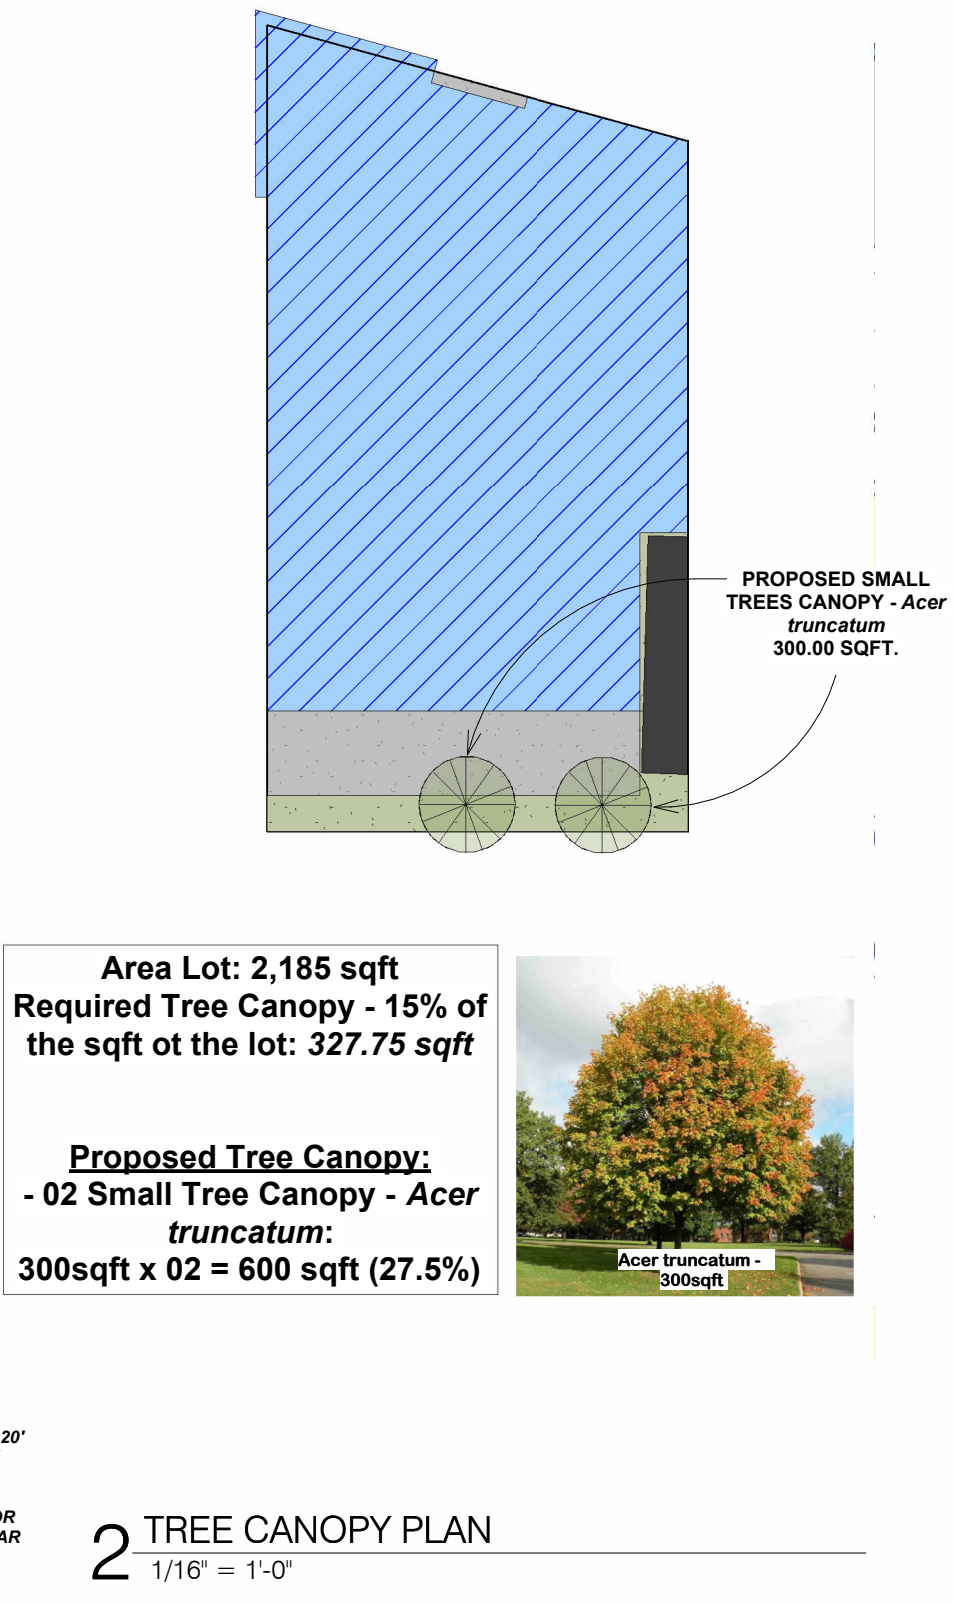 PROPOSED SMALL
TREES CANOPY - Acer
truncatum
300.00 SQFT.
Area Lot: 2,185 sqft
Required Tree Canopy - 15% of
the sqft ot the lot: 327.75 sqft
Proposed Tree Canopy:
- 02 Small Tree Canopy - Acer
truncatum:
300sqft x 02 = 600 sqft (27.5%)
Acer truncatum -
300sqft
20'
OR
AR
2 TREE CANOPY PLAN
1/16" = 1'-0"